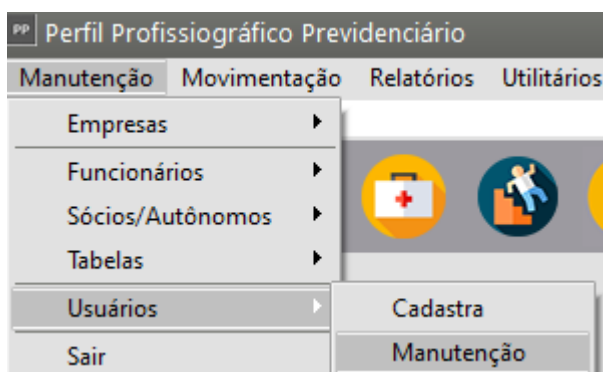 PP Perfil Profissiográfico Previdenciário
Manutenção Movimentação Relatórios Utilitários
Empresas
Funcionários
Sócios/Autônomos
Tabelas
Usuários Cadastra
Sair Manutenção